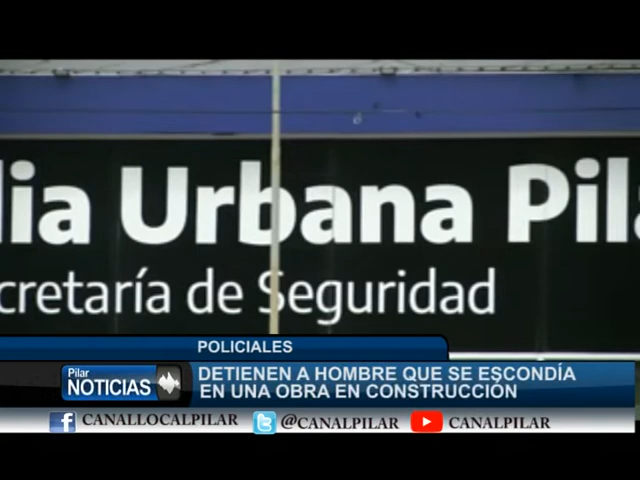 lia Urbana Pila
cretaría de Seguridad
POLICIALES
Pilar
NOTICIAS
DETIENEN A HOMBRE QUE SE ESCONDÍA
EN UNA OBRA EN CONSTRUCCIÓN
CANALLOCALPILAR
@CANALPILAR
CANALPILAR